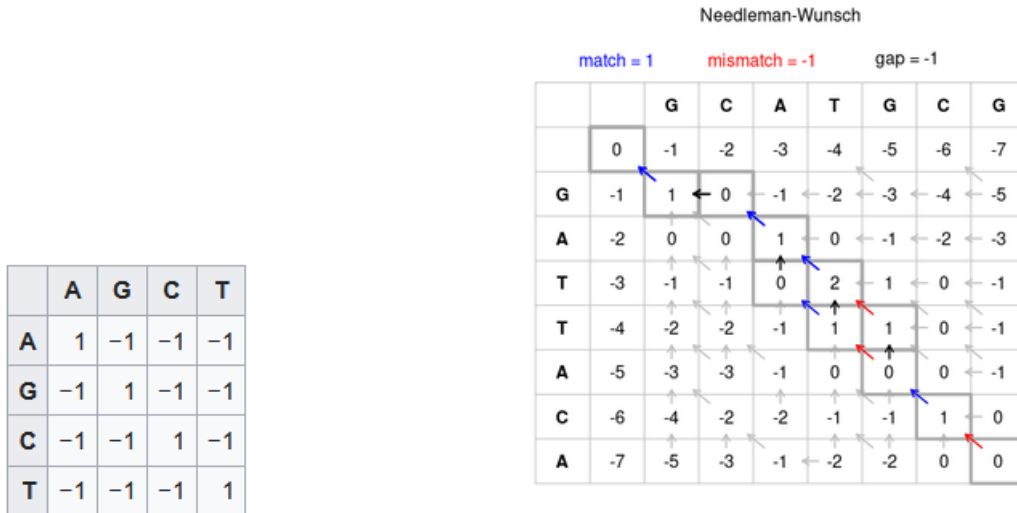 Needleman-Wunsch
match = 1 mismatch = -1 gap = -1
G C A T G C G
0 -1 -2 -3 -4 -5 -6 -7
G -1 1 0 -1 -2 -3 -4 -5
A -2 0 0 1 0 -1 -2 -3
T -3 -1 -1 0 2 1 0 -1
T -4 -2 -2 -1 1 1 0 -1
A -5 -3 -3 -1 0 0 0 -1
C -6 -4 -2 -2 -1 -1 1 0
A -7 -5 -3 -1 -2 -2 0 0
A G C T
A 1 −1 −1 −1
G −1 1 −1 −1
C −1 −1 1 −1
T −1 −1 −1 1